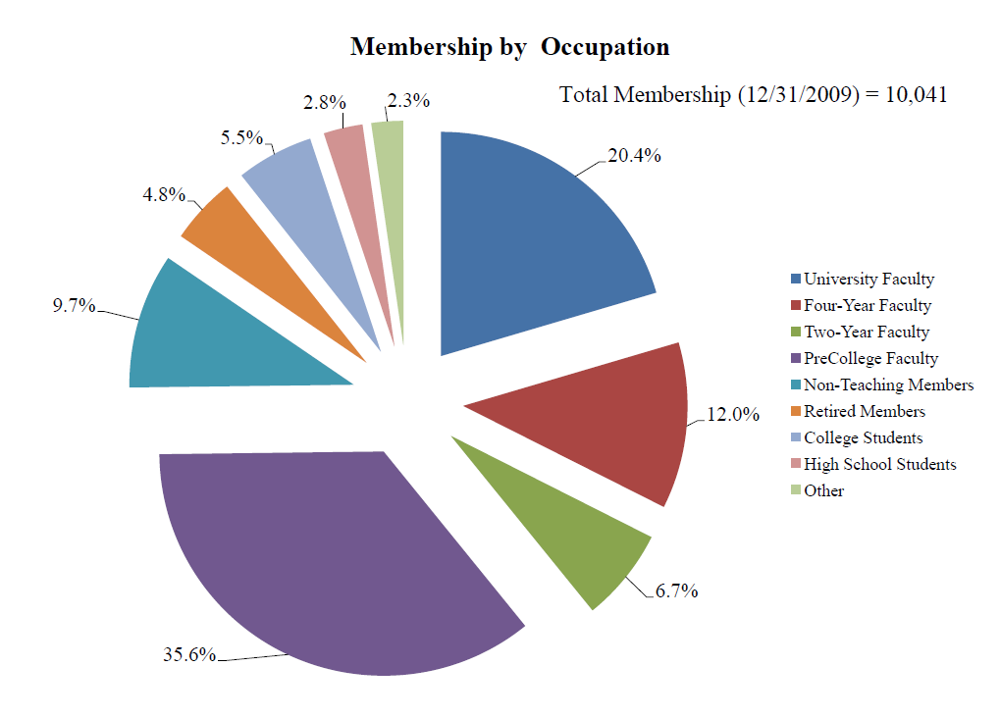 Membership by  Occupation
Total Membership (12/31/2009) = 10,041
2.8%
2.3%
5.5%
20.4%
4.8%
9.7%
12.0%
6.7%
35.6%
University Faculty
Four-Year Faculty
Two-Year Faculty
PreCollege Faculty
Non-Teaching Members
Retired Members
College Students
High School Students
Other